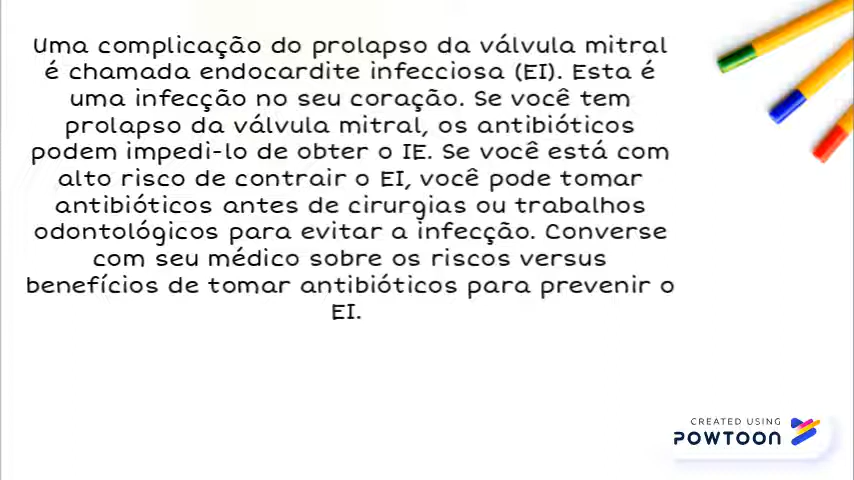 Uma complicação do prolapso da válvula mitral
é chamada endocardite infecciosa (EI). Esta é
uma infecção no seu coração. Se você tem
prolapso da válvula mitral, os antibióticos
podem impedi-lo de obter o IE. Se você está com
alto risco de contrair o EI, você pode tomar
antibióticos antes de cirurgias ou trabalhos
odontológicos para evitar a infecção. Converse
com seu médico sobre os riscos versus
benefícios de tomar antibióticos para prevenir o
EI.
CREATED USING
POWTOON